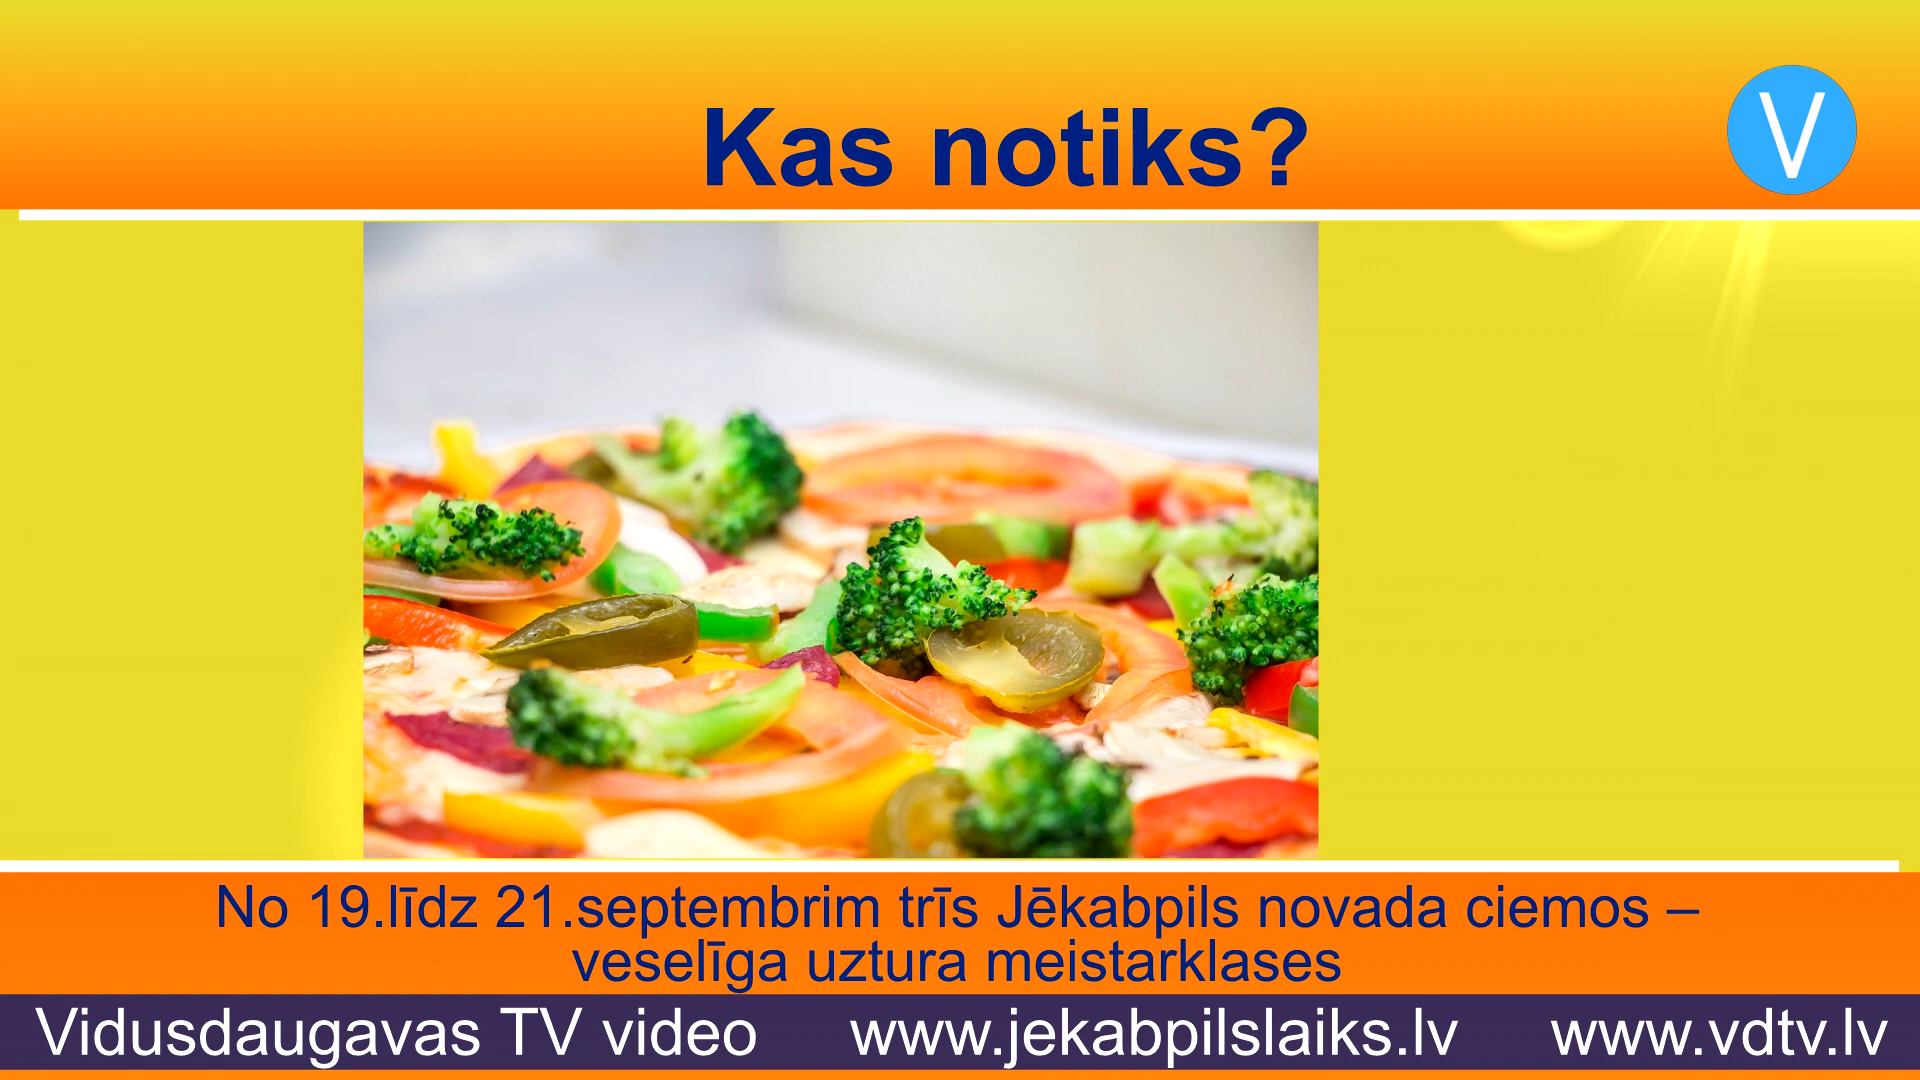 Kas notiks?
V
No 19.līdz 21.septembrim trīs Jēkabpils novada ciemos –
veselīga uztura meistarklases
Vidusdaugavas TV video www.jekabpilslaiks.lv www.vdtv.lv